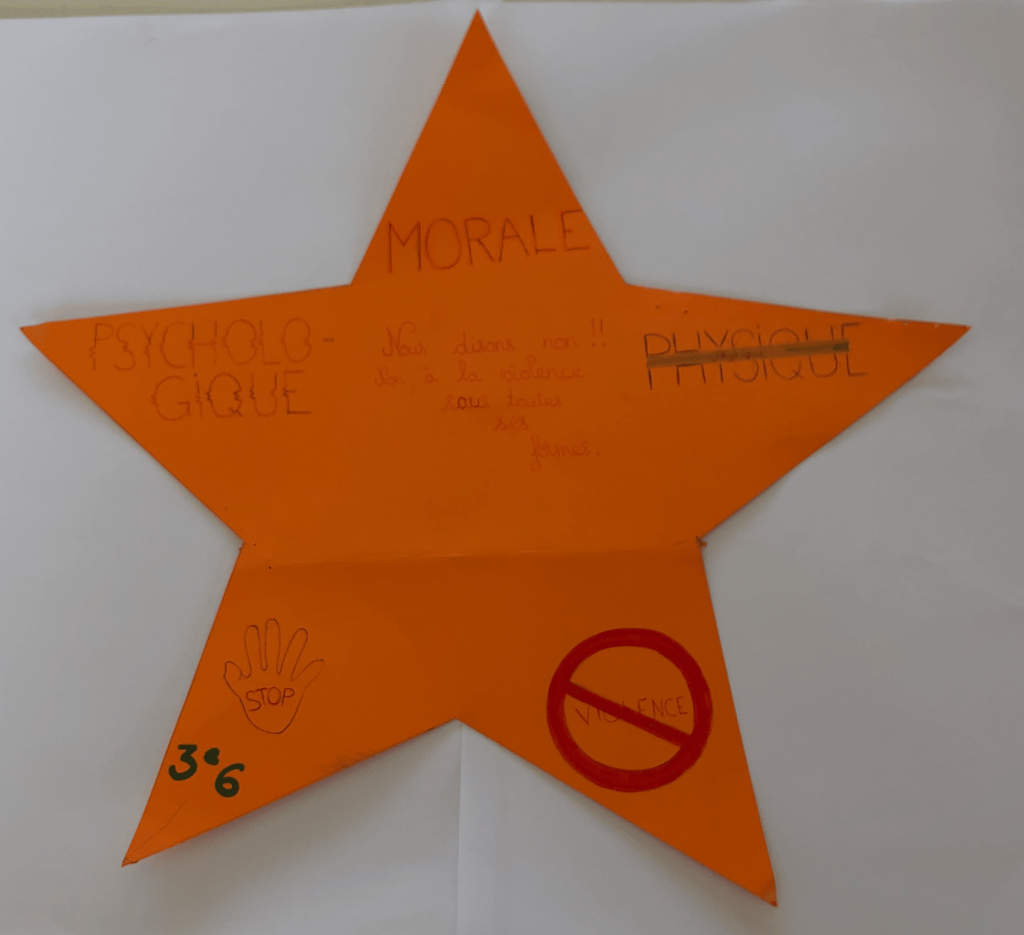 MORALE
PSYCHOLO-
GIQUE
Nous disons non !!
à la violence
sous toutes
ses
formes.
PHYSIQUE
STOP
3e6
VIOLENCE